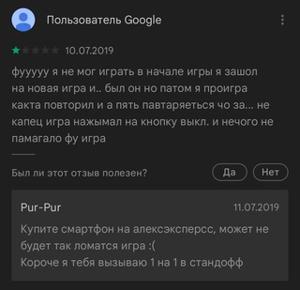 Пользователь Google
10.07.2019
фууууу я не мог играть в начале игры я зашол
на новая игра и.. был он но потам я проигра
какта повторил и а пять павтаряеться чо за... не
капец игра нажымал на кнопку выкл. и нечого не
памагало фу игра
Был ли этот отзыв полезен?
Да
Нет
Pur-Pur
11.07.2019
Купите смартфон на алексэксперсс, может не
будет так ломатся игра :(
Короче я тебя вызываю 1 на 1 в стандофф